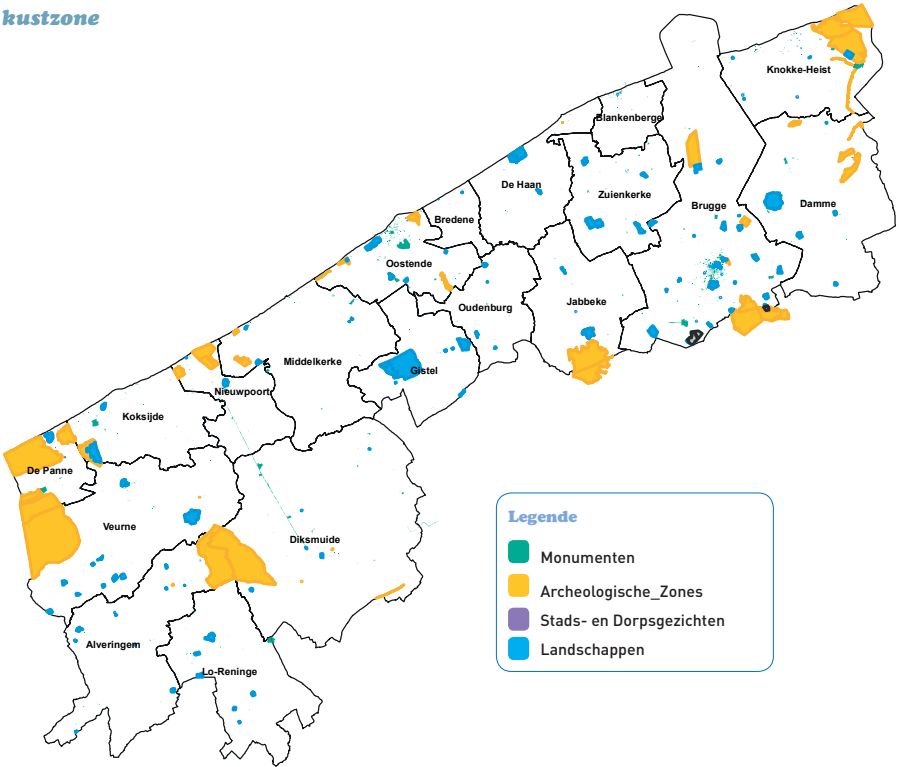 kustzone
Knokke-Heist
Blankenberge
De Haan
Zuienkerke
Brugge
Damme
Bredene
Oostende
Oudenburg
Jabbeke
Middelkerke
Gistel
Nieuwpoort
Koksijde
De Panne
Veurne
Diksmuide
Alveringem
Lo-Reninge
Legende
Monumenten
Archeologische_Zones
Stads- en Dorpsgezichten
Landschappen